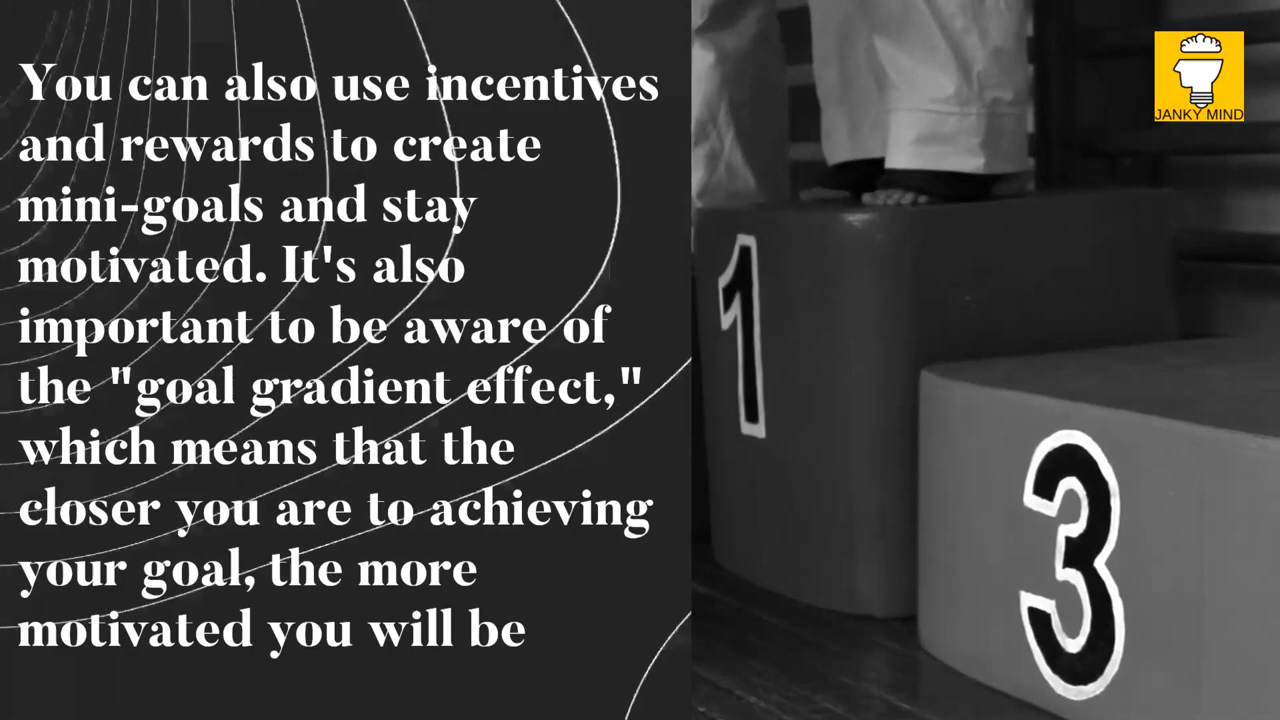 You can also use incentives
and rewards to create
mini-goals and stay
motivated. It's also
important to be aware of
the "goal gradient effect,"
which means that the
closer you are to achieving
your goal, the more
motivated you will be
JANKY MIND
1
3